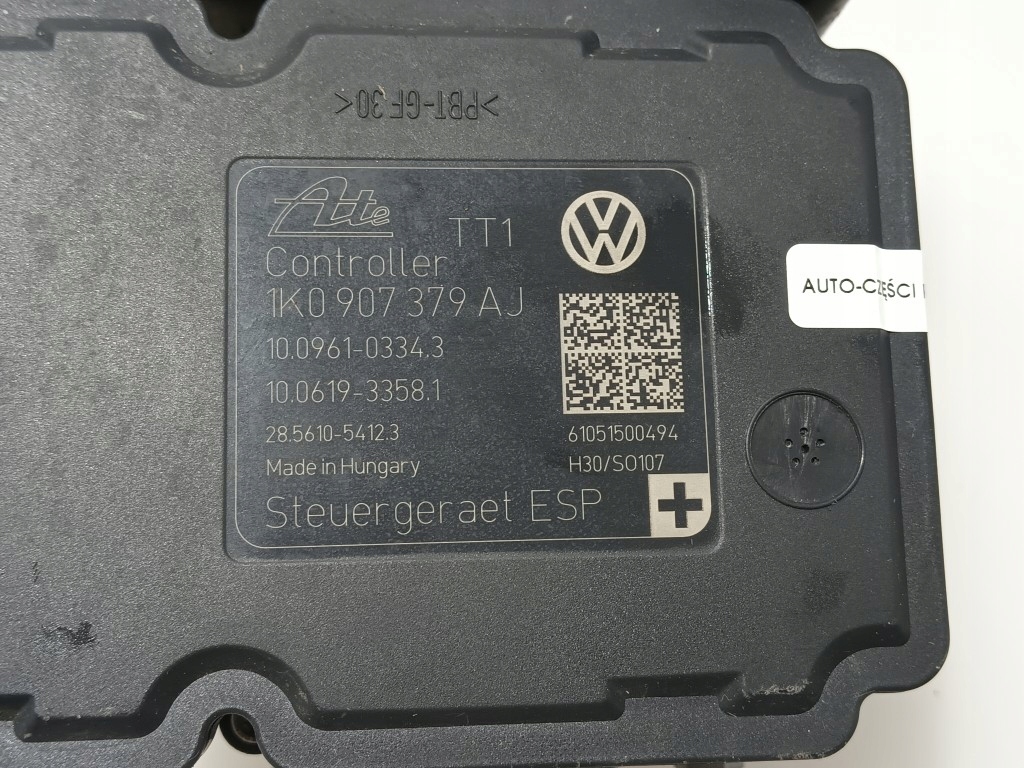 >PBT-GF30<
Ate
TT1
Controller
1K0 907 379 AJ
10.0961-0334.3
10.0619-3358.1
28.5610-5412.3
61051500494
Made in Hungary
H30/SO107
Steuergeraet ESP
AUTO-CZĘŚCI